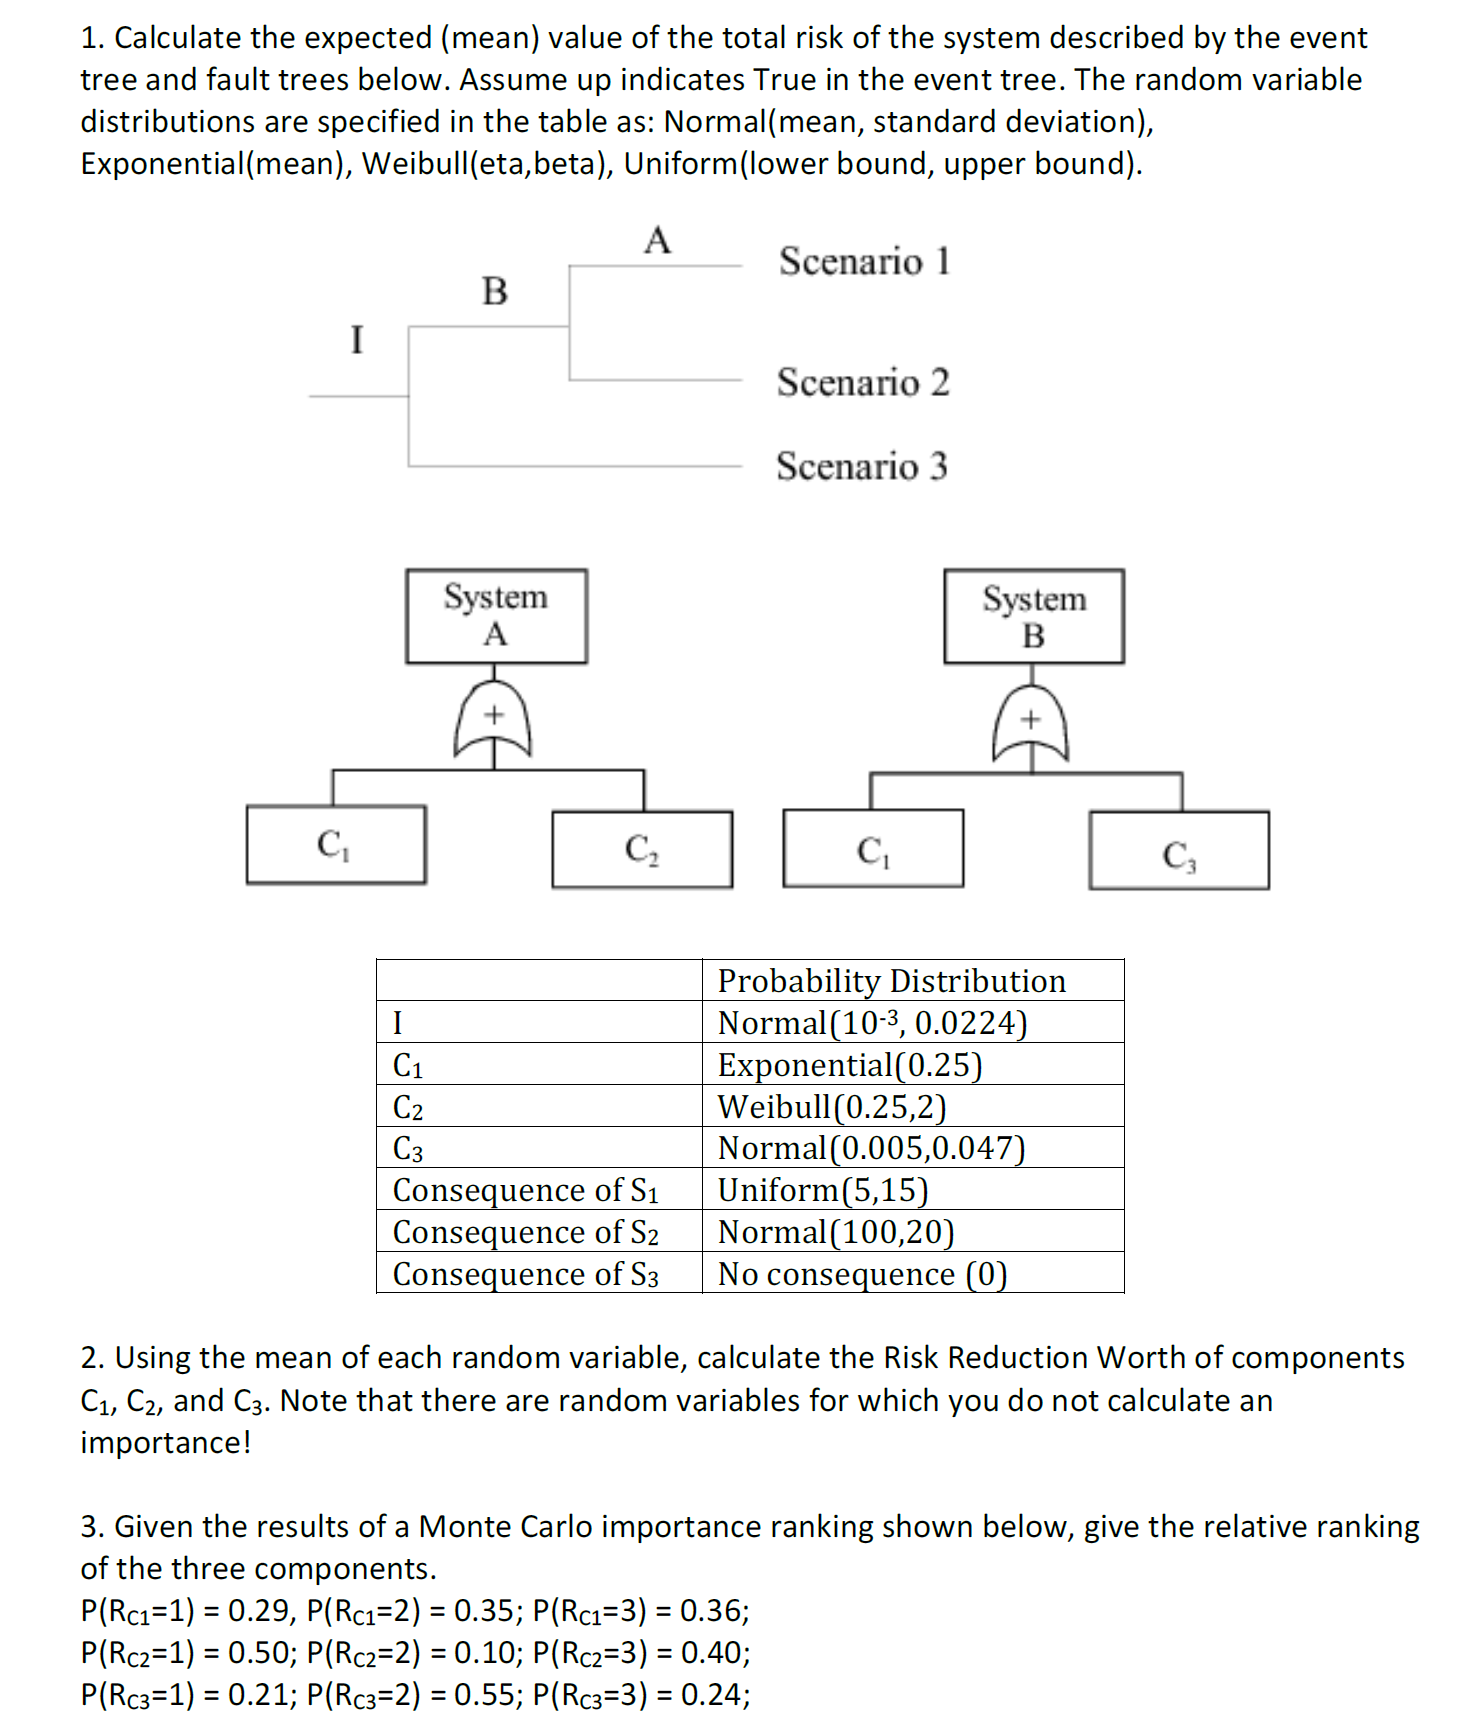 1. Calculate the expected (mean) value of the total risk of the system described by the event
tree and fault trees below. Assume up indicates True in the event tree. The random variable
distributions are specified in the table as: Normal(mean, standard deviation),
Exponential(mean), Weibull(eta,beta), Uniform(lower bound, upper bound).
A
Scenario 1
B
I
Scenario 2
Scenario 3
System
A
+
C₁
C₂
System
B
+
C₁
C₃
Probability Distribution
I Normal(10⁻³, 0.0224)
C₁ Exponential(0.25)
C₂ Weibull(0.25,2)
C₃ Normal(0.005,0.047)
Consequence of S₁ Uniform(5,15)
Consequence of S₂ Normal(100,20)
Consequence of S₃ No consequence (0)
2. Using the mean of each random variable, calculate the Risk Reduction Worth of components
C₁, C₂, and C₃. Note that there are random variables for which you do not calculate an
importance!
3. Given the results of a Monte Carlo importance ranking shown below, give the relative ranking
of the three components.
P(R_C1=1) = 0.29, P(R_C1=2) = 0.35; P(R_C1=3) = 0.36;
P(R_C2=1) = 0.50; P(R_C2=2) = 0.10; P(R_C2=3) = 0.40;
P(R_C3=1) = 0.21; P(R_C3=2) = 0.55; P(R_C3=3) = 0.24;